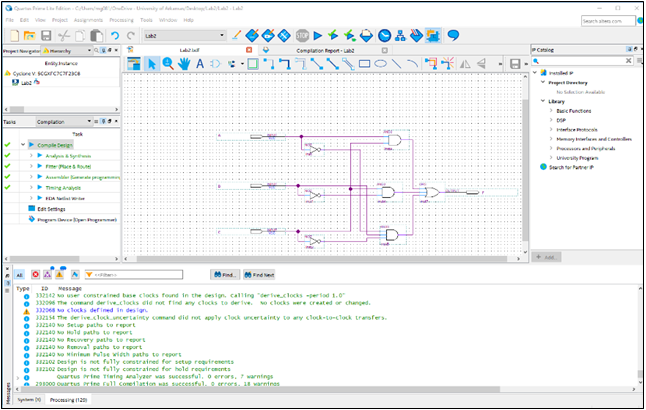 Quartus Prime Lite Edition - C:/Users/
University of Arkansas/Desktop/Lab2/Lab2 - Lab2
File Edit View Project Assignments Processing Tools Window Help
Search altera.com
Lab2
Project Navigator Hierarchy
Entity:Instance
Cyclone V:
Lab2
Tasks Compilation
Task
Compile Design
Analysis & Synthesis
Fitter (Place & Route)
Assembler (Generate programming
Timing Analysis
EDA Netlist Writer
Edit Settings
Program Device (Open Programmer)
Lab2.bdf
Compilation Report - Lab2
IP Catalog
Installed IP
Project Directory
No Selection Available
Library
Basic Functions
DSP
Interface Protocols
Memory Interfaces and Controllers
Processors and Peripherals
University Program
Search for Partner IP
+ Add...
All
<<Filter>>
Find...
Find Next
Type ID Message
332142 No user constrained base clocks found in the design. Calling "derive_clocks -period 1.0"
332096 The command derive_clocks did not find any clocks to derive. No clocks were created or changed.
332068 No clocks defined in design.
332154 The derive_clock_uncertainty command did not apply clock uncertainty to any clock-to-clock transfers.
332140 No Setup paths to report
332140 No Hold paths to report
332140 No Recovery paths to report
332140 No Removal paths to report
332140 No Minimum Pulse Width paths to report
332102 Design is not fully constrained for setup requirements
332102 Design is not fully constrained for hold requirements
Quartus Prime Timing Analyzer was successful. 0 errors, 7 warnings
293000 Quartus Prime Full Compilation was successful. 0 errors, 18 warnings
Messages
System (5)
Processing (129)